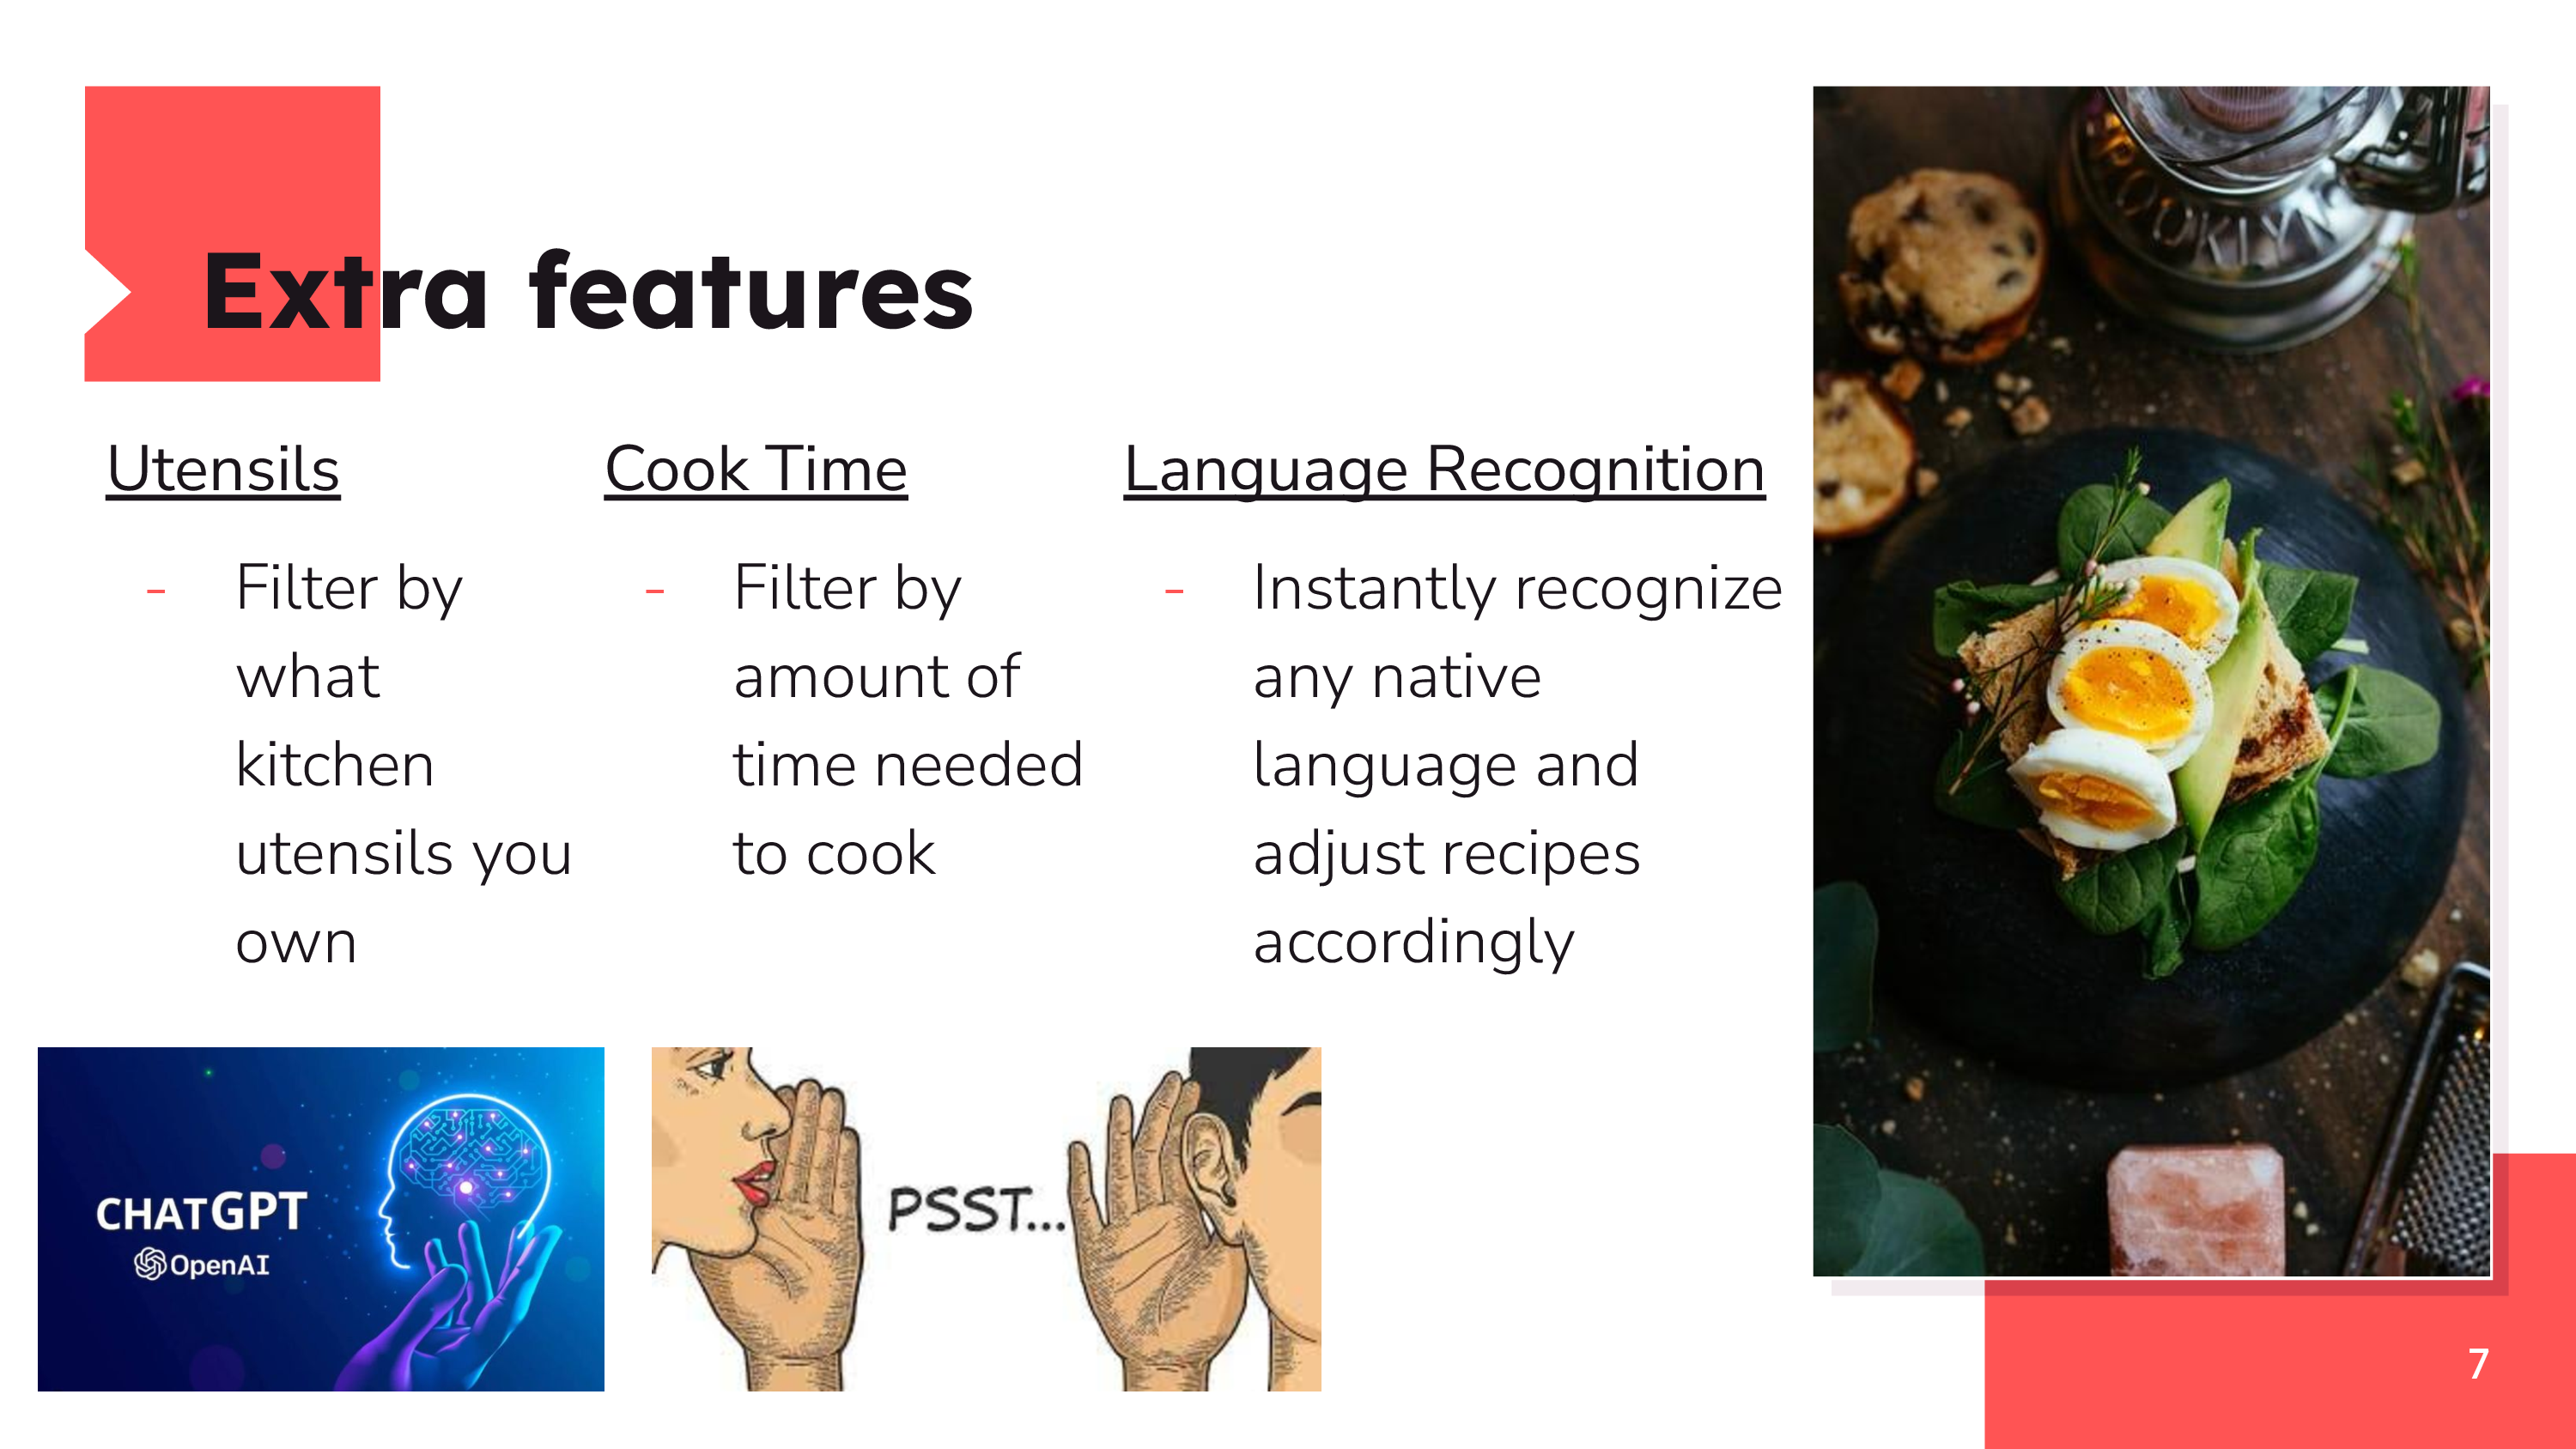 Extra features
Utensils
- Filter by
what
kitchen
utensils you
own
Cook Time
- Filter by
amount of
time needed
to cook
Language Recognition
- Instantly recognize
any native
language and
adjust recipes
accordingly
CHATGPT
OpenAI
PSST...
7